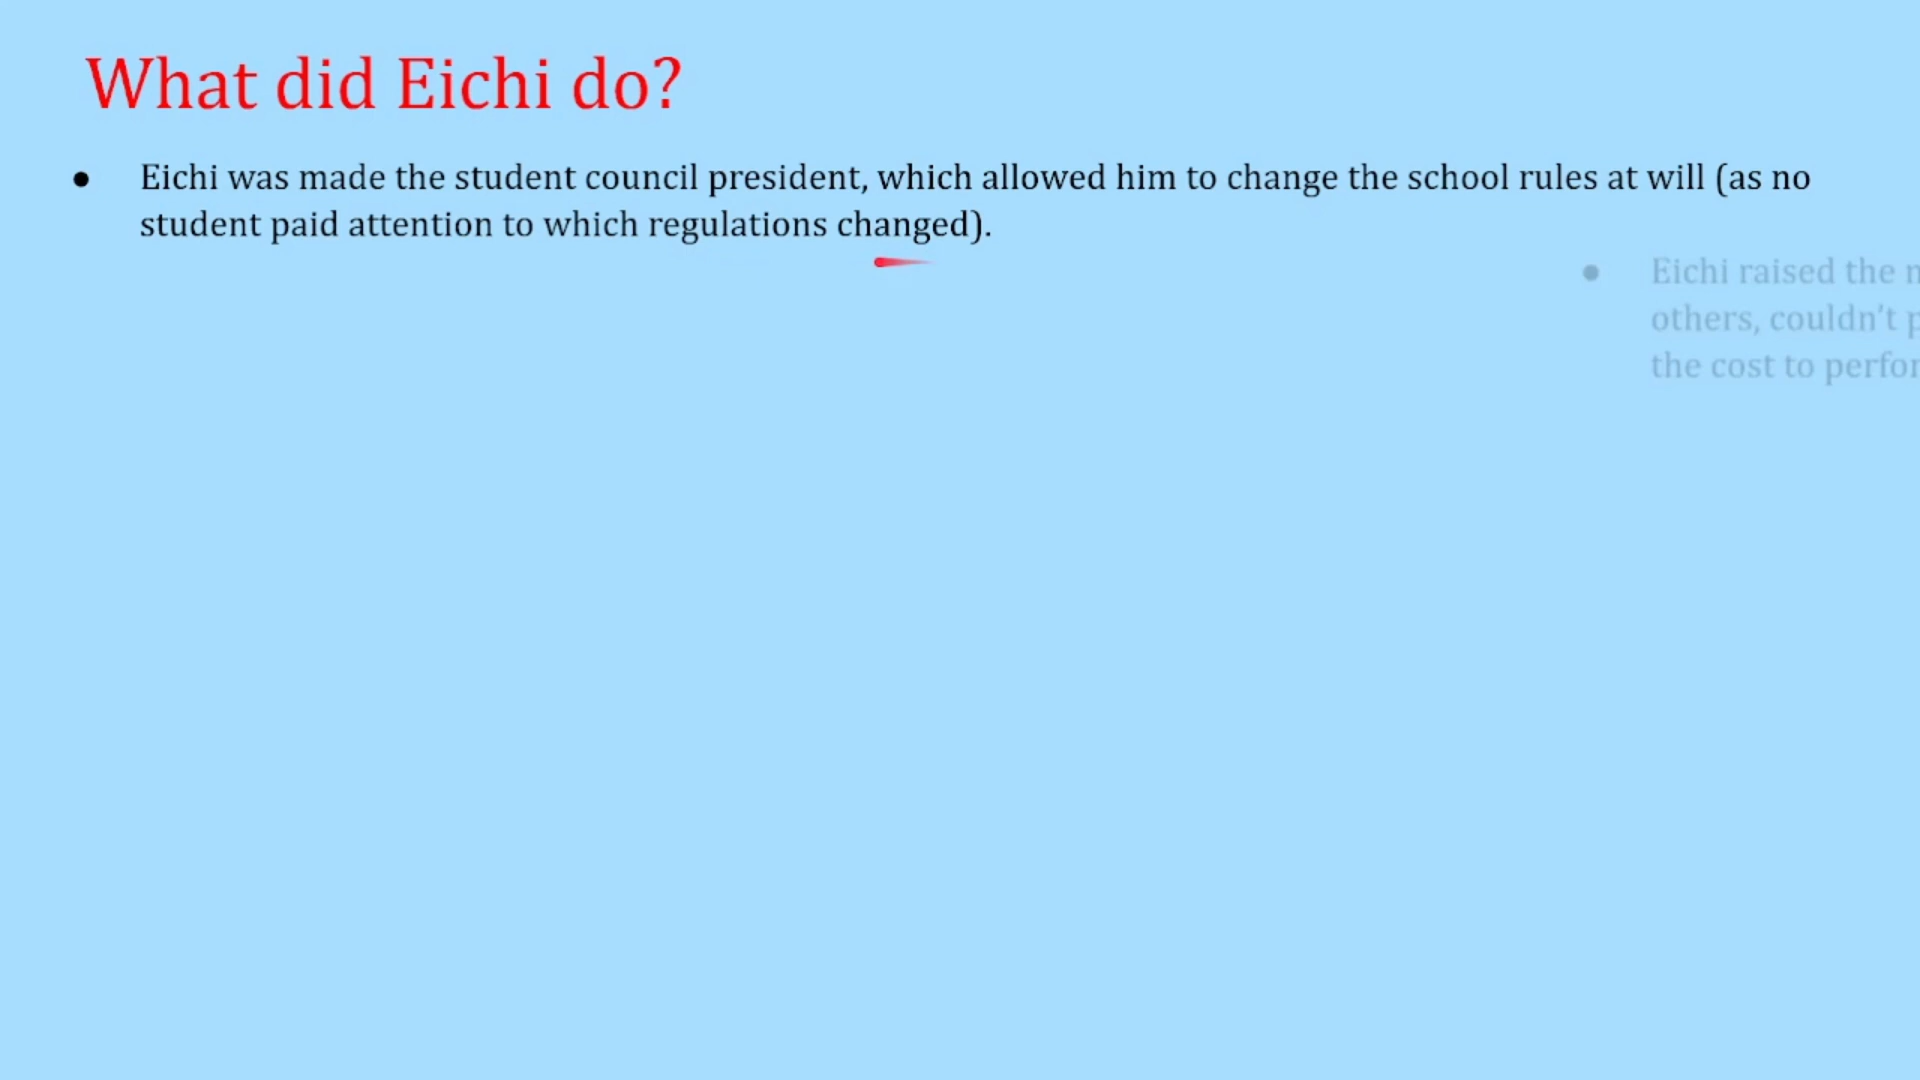 What did Eichi do?
● Eichi was made the student council president, which allowed him to change the school rules at will (as no
student paid attention to which regulations changed).
● Eichi raised the
others, couldn't
the cost to